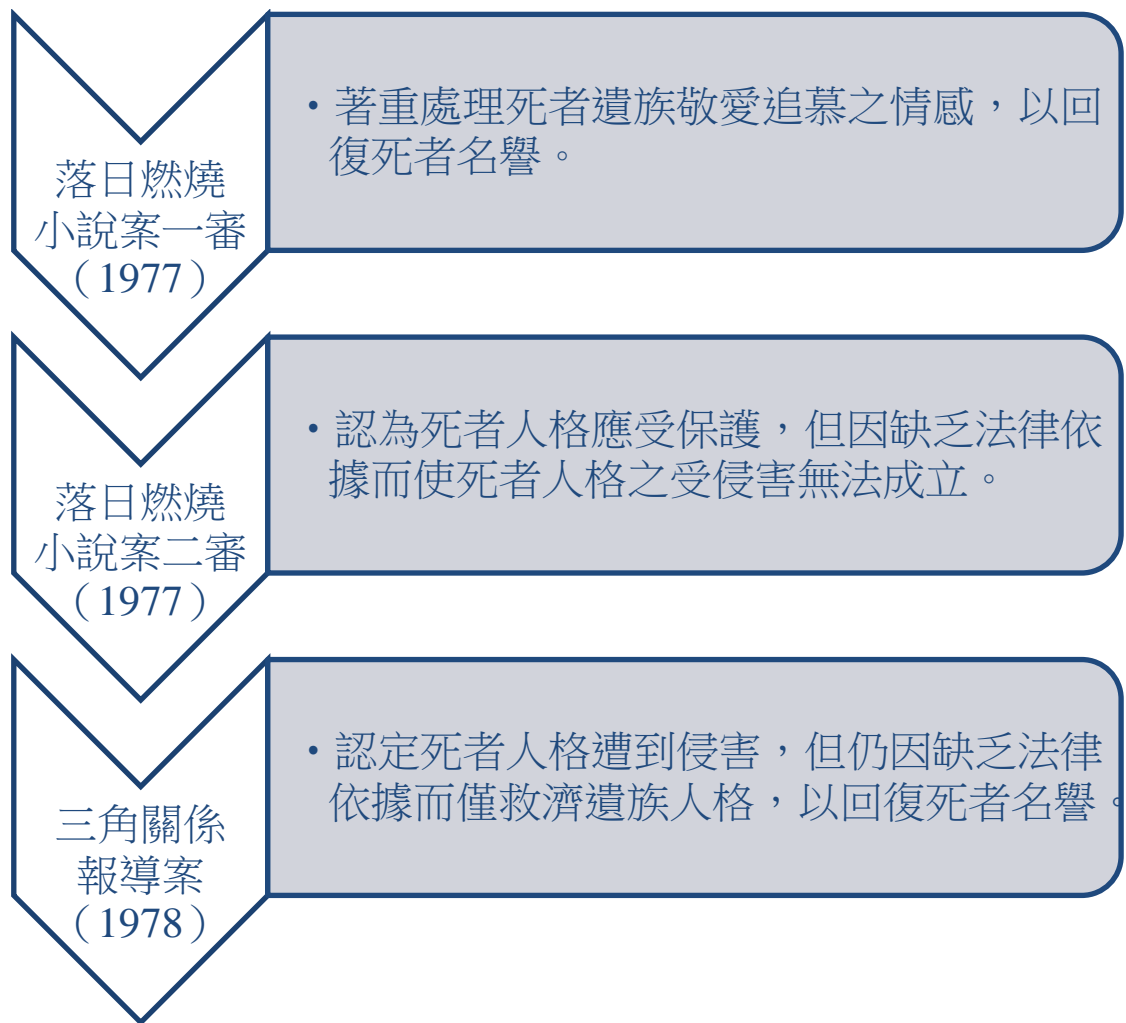 落日燃燒
小說案一審
（1977）
・著重處理死者遺族敬愛追慕之情感，以回
復死者名譽。
落日燃燒
小說案二審
（1977）
・認為死者人格應受保護，但因缺乏法律依
據而使死者人格之受侵害無法成立。
三角關係
報導案
（1978）
・認定死者人格遭到侵害，但仍因缺乏法律
依據而僅救濟遺族人格，以回復死者名譽。